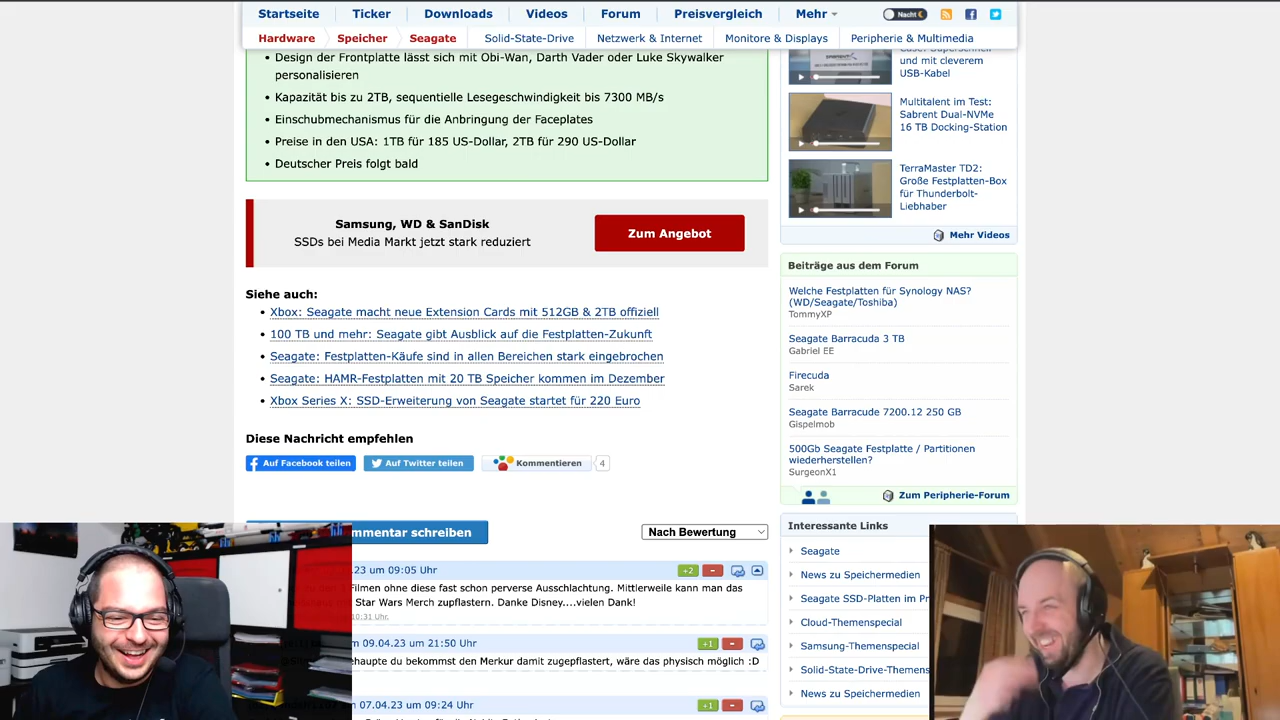 Startseite Ticker Downloads Videos Forum Preisvergleich Mehr Nacht
Hardware Speicher Seagate Solid-State-Drive Netzwerk & Internet Monitore & Displays Peripherie & Multimedia
Design der Frontplatte lässt sich mit Obi-Wan, Darth Vader oder Luke Skywalker
personalisieren
Kapazität bis zu 2TB, sequentielle Lesegeschwindigkeit bis 7300 MB/s
Einschubmechanismus für die Anbringung der Faceplates
Preise in den USA: 1TB für 185 US-Dollar, 2TB für 290 US-Dollar
Deutscher Preis folgt bald
Samsung, WD & SanDisk
SSDs bei Media Markt jetzt stark reduziert
Zum Angebot
Siehe auch:
Xbox: Seagate macht neue Extension Cards mit 512GB & 2TB offiziell
100 TB und mehr: Seagate gibt Ausblick auf die Festplatten-Zukunft
Seagate: Festplatten-Käufe sind in allen Bereichen stark eingebrochen
Seagate: HAMR-Festplatten mit 20 TB Speicher kommen im Dezember
Xbox Series X: SSD-Erweiterung von Seagate startet für 220 Euro
Diese Nachricht empfehlen
Auf Facebook teilen Auf Twitter teilen Kommentieren 4
mmentar schreiben
Nach Bewertung
.23 um 09:05 Uhr +2
Filmen ohne diese fast schon perverse Ausschlachtung. Mittlerweile kann man das
Star Wars Merch zupflastern. Danke Disney....vielen Dank!
10:31 Uhr.
09.04.23 um 21:50 Uhr +1
ehaupte du bekommst den Merkur damit zugepflastert, wäre das physisch möglich :D
07.04.23 um 09:24 Uhr +1
und mit cleverem
USB-Kabel
Multitalent im Test:
Sabrent Dual-NVMe
16 TB Docking-Station
TerraMaster TD2:
Große Festplatten-Box
für Thunderbolt-
Liebhaber
Mehr Videos
Beiträge aus dem Forum
Welche Festplatten für Synology NAS?
(WD/Seagate/Toshiba)
TommyXP
Seagate Barracuda 3 TB
Gabriel EE
Firecuda
Sarek
Seagate Barracude 7200.12 250 GB
Gispelmob
500Gb Seagate Festplatte / Partitionen
wiederherstellen?
SurgeonX1
Zum Peripherie-Forum
Interessante Links
Seagate
News zu Speichermedien
Seagate SSD-Platten im Pr
Cloud-Themenspecial
Samsung-Themenspecial
Solid-State-Drive-Themens
News zu Speichermedien